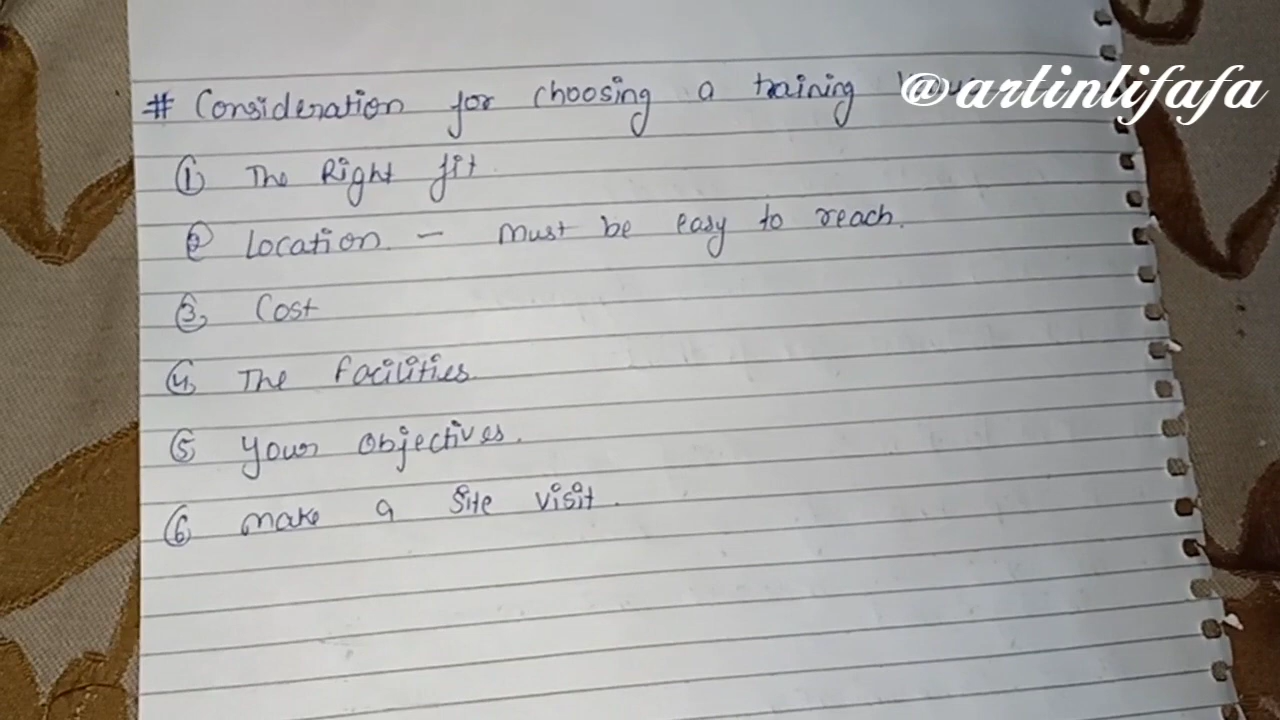 # Consideration for choosing a training
@artinlifafa
① The Right fit.
② Location – Must be easy to reach.
③ Cost
④ The Facilities
⑤ Your Objectives.
⑥ Make a Site Visit.